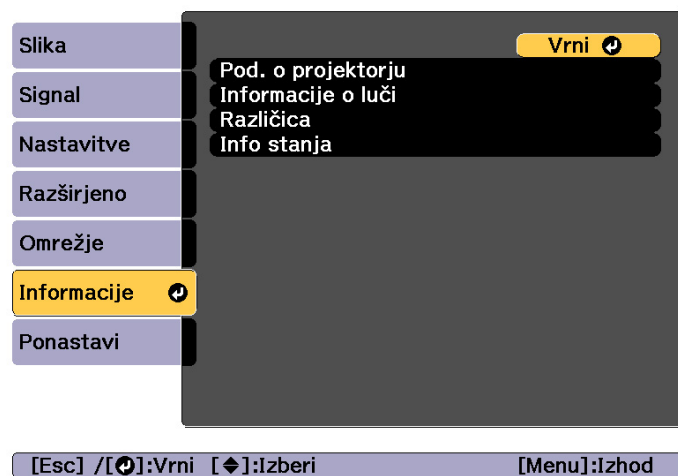 Slika
Signal
Nastavitve
Razširjeno
Omrežje
Informacije
Ponastavi
Vrni
Pod. o projektorju
Informacije o luči
Različica
Info stanja
[Esc] /[⏎]:Vrni [◆]:Izberi [Menu]:Izhod